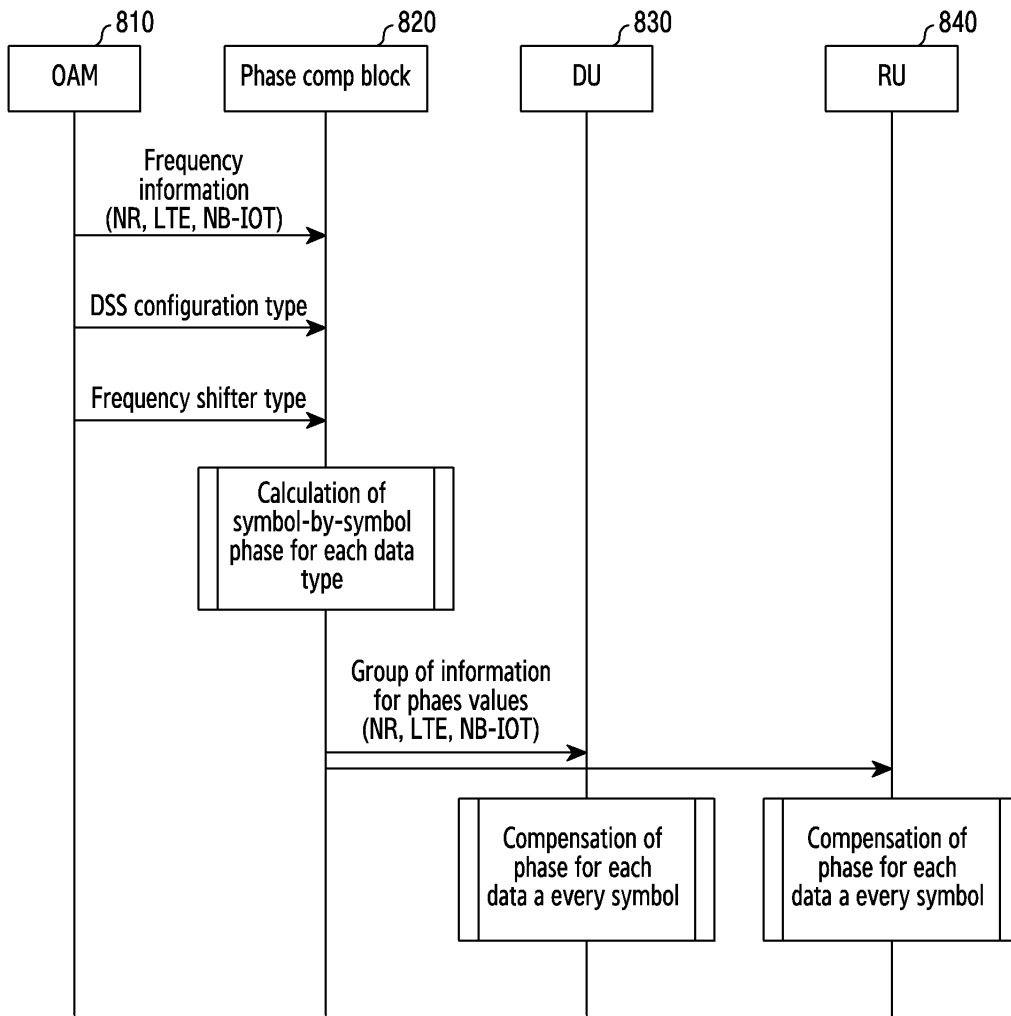 810
820
830
840
OAM
Phase comp block
DU
RU
Frequency
information
(NR, LTE, NB-IOT)
DSS configuration type
Frequency shifter type
Calculation of
symbol-by-symbol
phase for each data
type
Group of information
for phaes values
(NR, LTE, NB-IOT)
Compensation of
phase for each
data a every symbol
Compensation of
phase for each
data a every symbol